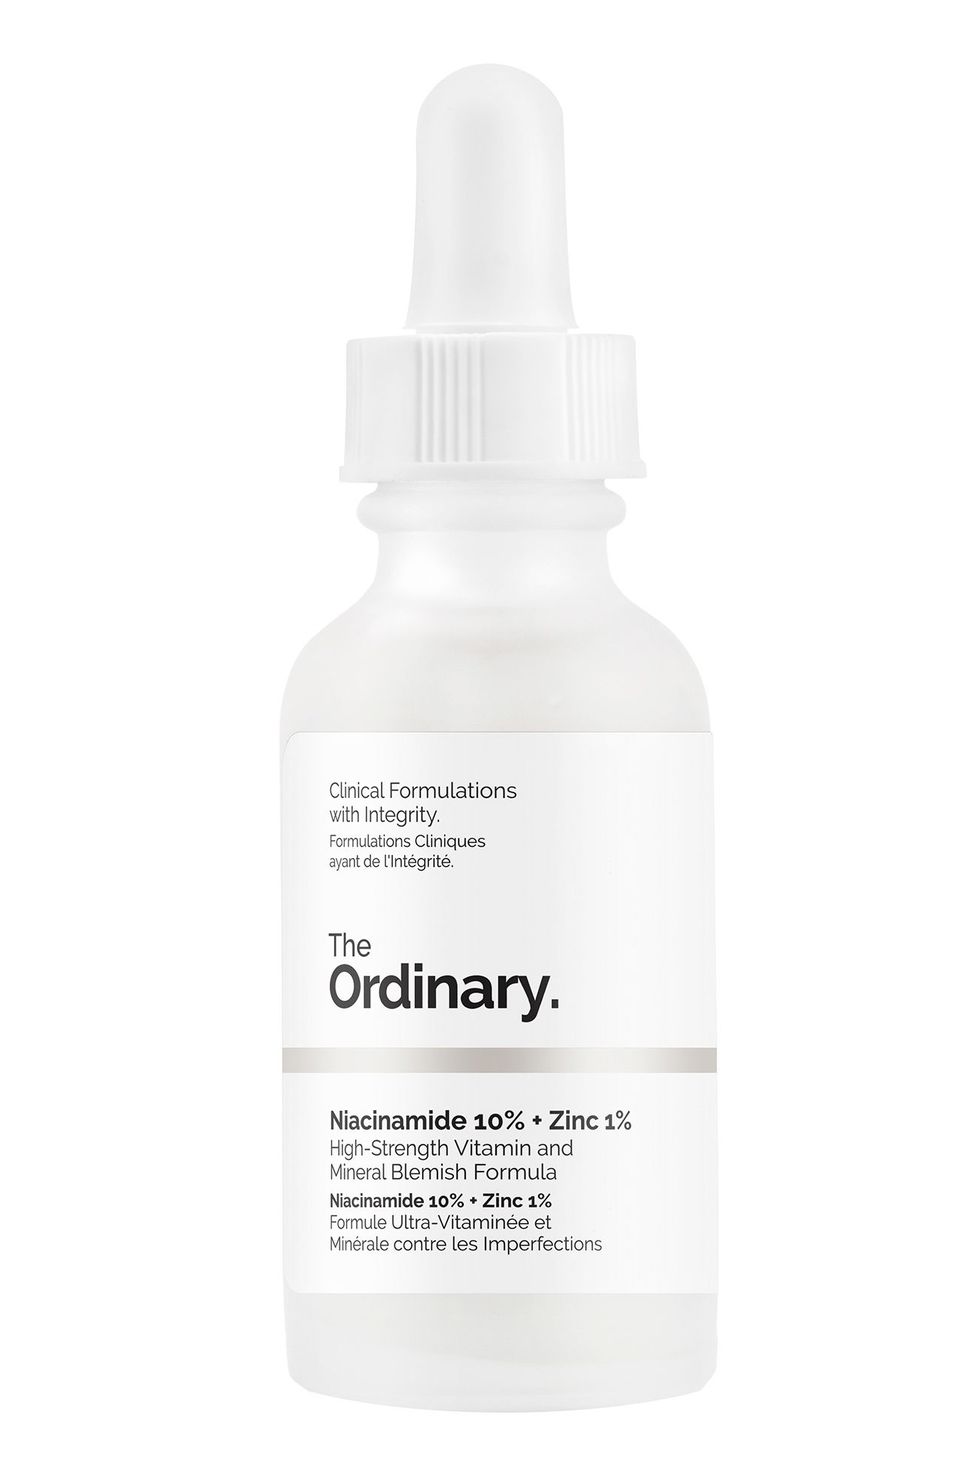 Clinical Formulations
with Integrity.
Formulations Cliniques
ayant de l'Intégrité.
The
Ordinary.
Niacinamide 10% + Zinc 1%
High-Strength Vitamin and
Mineral Blemish Formula
Niacinamide 10% + Zinc 1%
Formule Ultra-Vitaminée et
Minérale contre les Imperfections